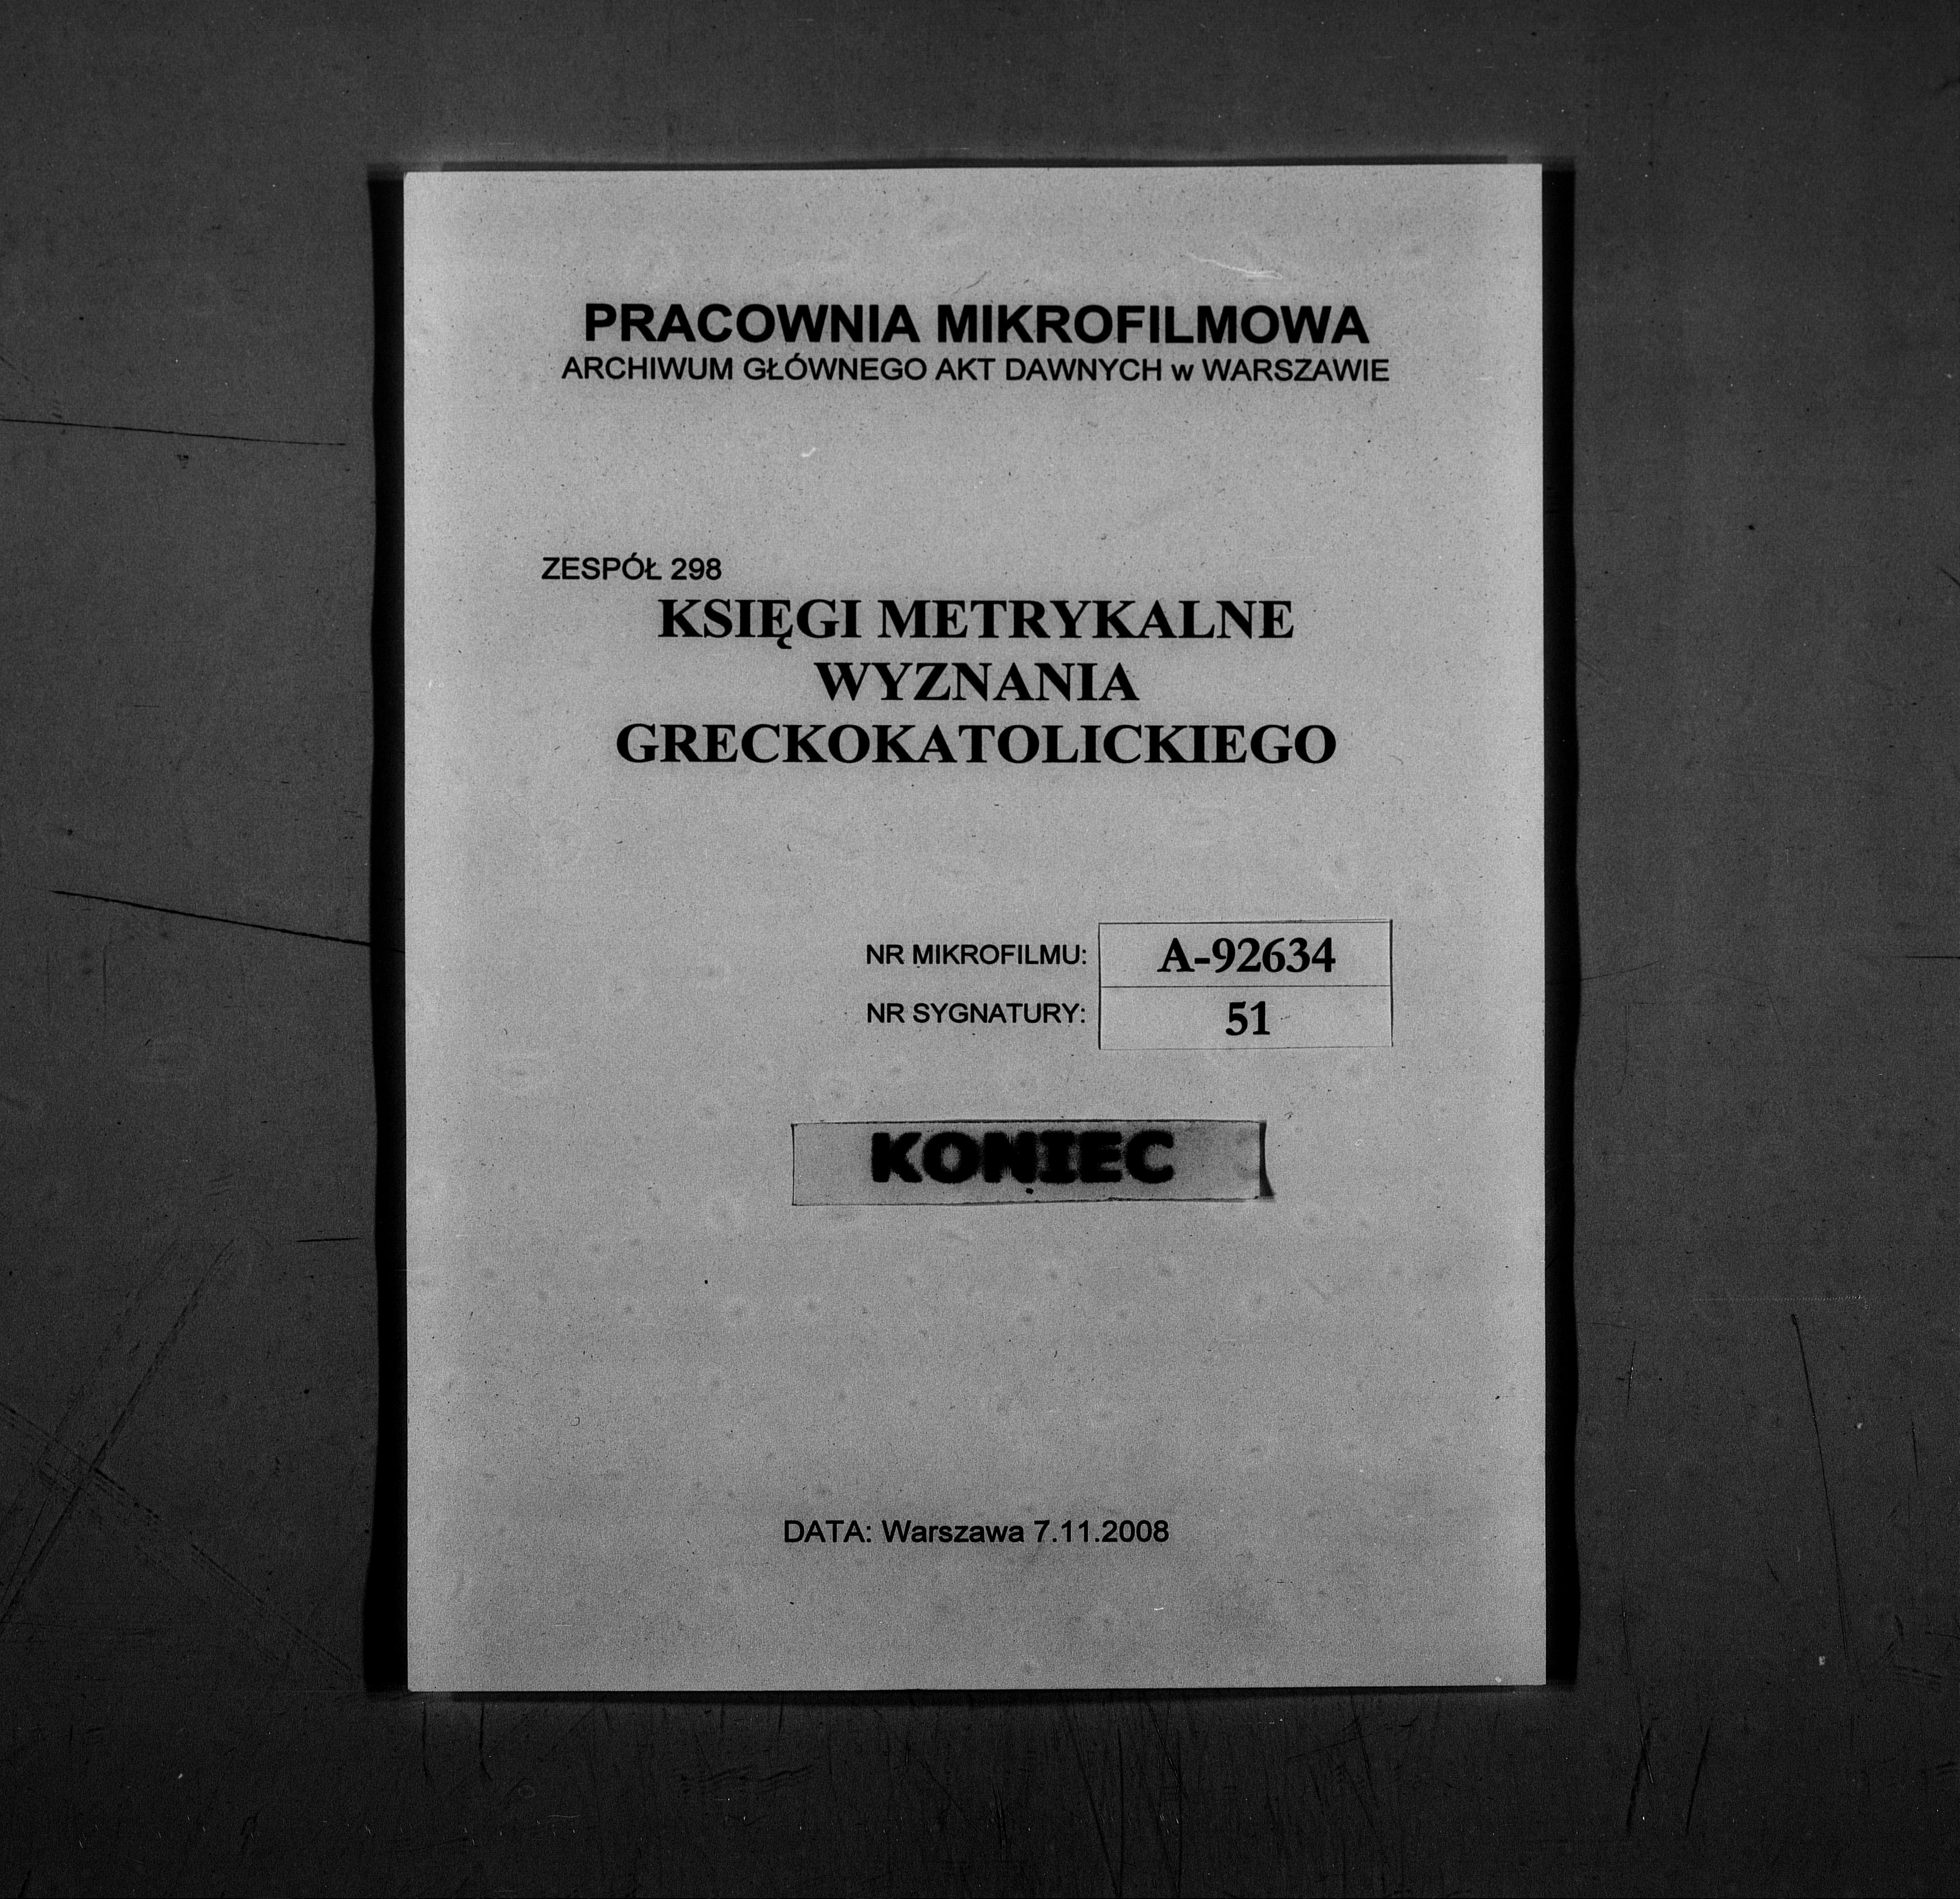 PRACOWNIA MIKROFILMOWA
ARCHIWUM GŁÓWNEGO AKT DAWNYCH w WARSZAWIE
ZESPÓŁ 298
KSIĘGI METRYKALNE
WYZNANIA
GRECKOKATOLICKIEGO
NR MIKROFILMU: A-92634
NR SYGNATURY: 51
KONIEC
DATA: Warszawa 7.11.2008